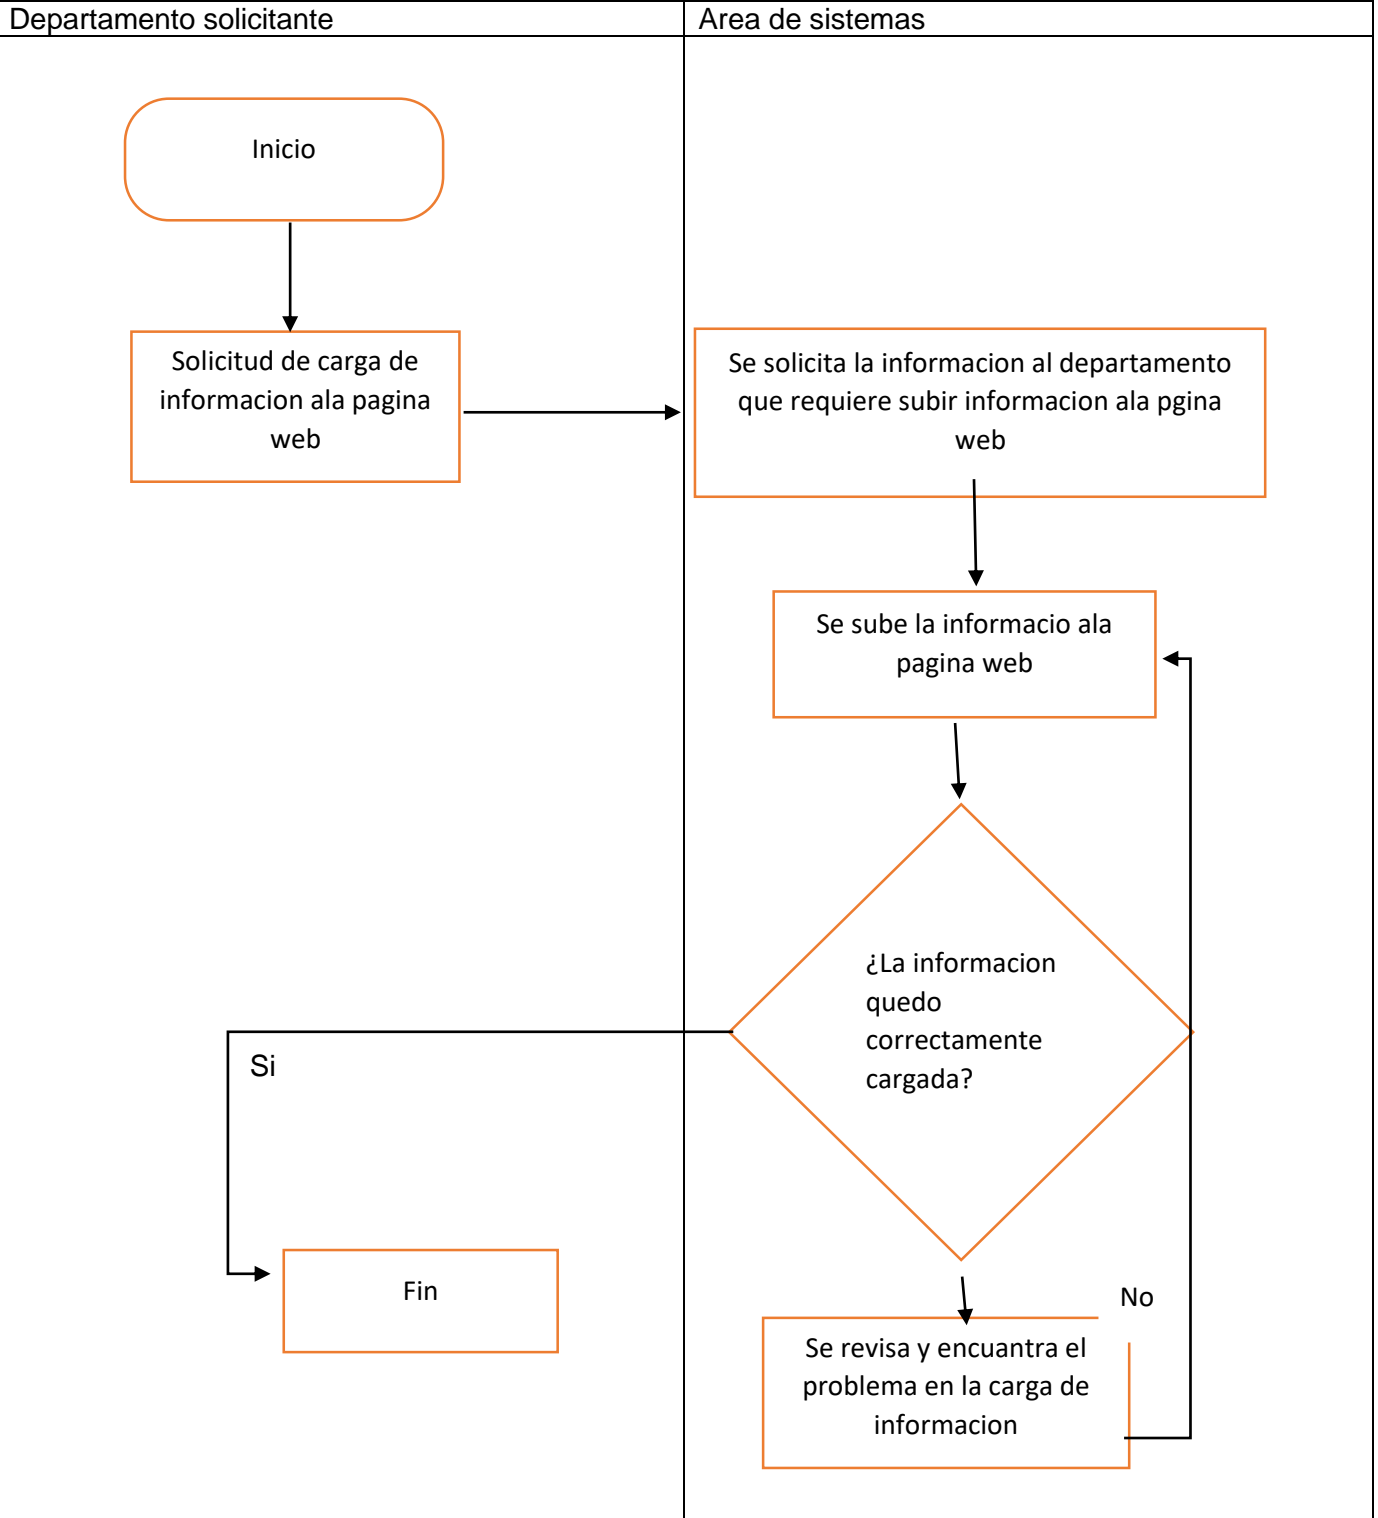 Departamento solicitante
Area de sistemas
Inicio
Solicitud de carga de
informacion ala pagina
web
Se solicita la informacion al departamento
que requiere subir informacion ala pgina
web
Se sube la informacio ala
pagina web
¿La informacion
quedo
correctamente
cargada?
Si
Fin
No
Se revisa y encuantra el
problema en la carga de
informacion